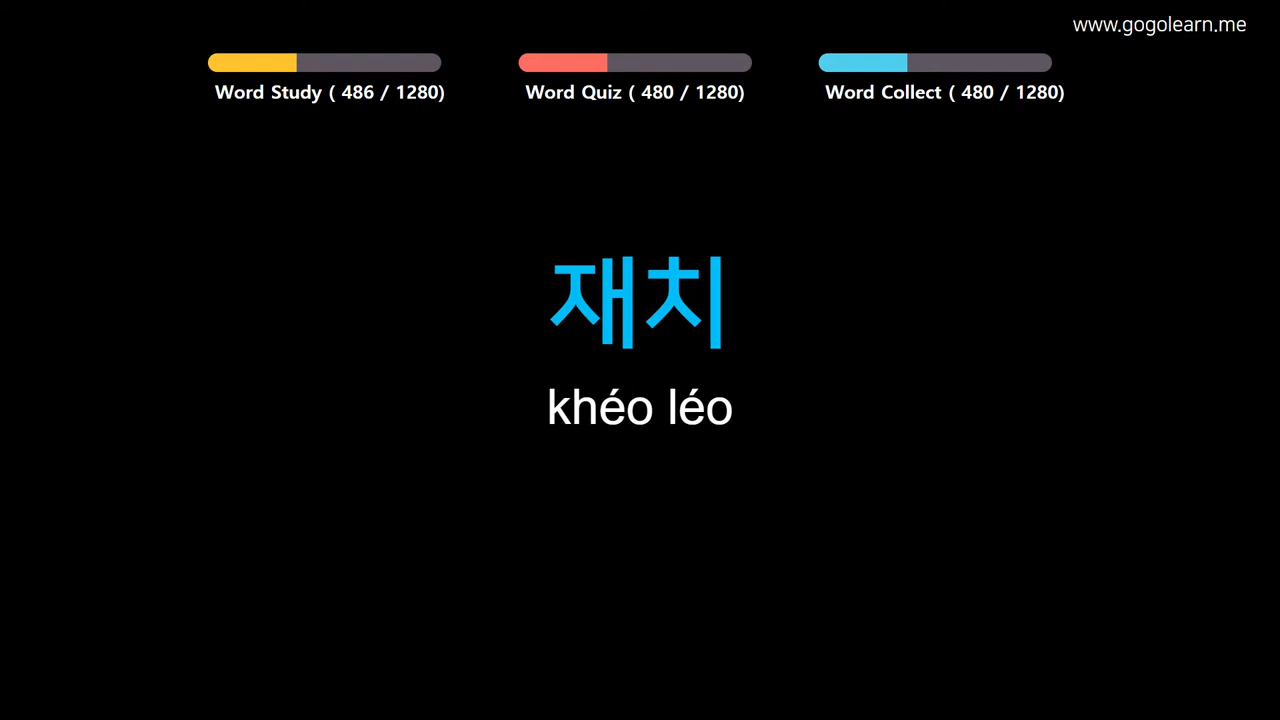 www.gogolearn.me
Word Study ( 486 / 1280)
Word Quiz ( 480 / 1280)
Word Collect ( 480 / 1280)
재치
khéo léo